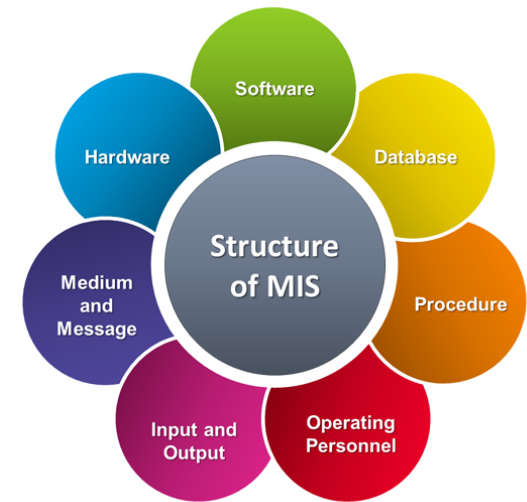 Software
Hardware
Database
Structure
of MIS
Medium
and
Message
Procedure
Input and
Output
Operating
Personnel